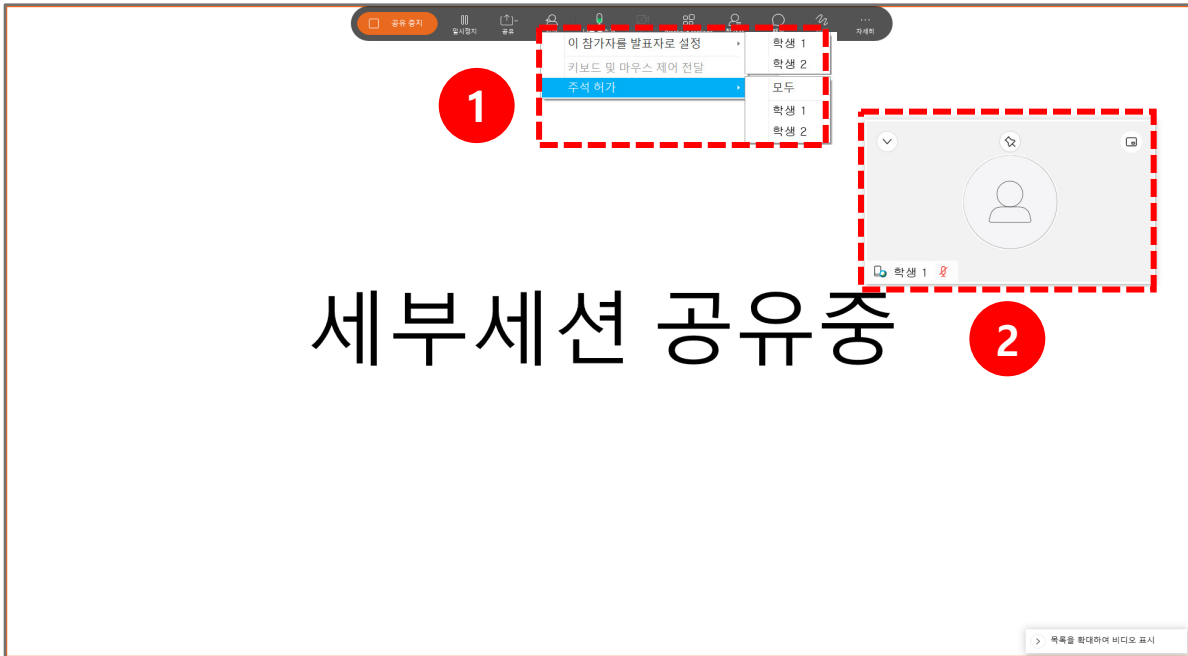 공유 중지
일시정지
공유
자세히
이 참가자를 발표자로 설정
키보드 및 마우스 제어 전달
주석 허가
학생 1
학생 2
모두
학생 1
학생 2
1
학생 1
세부세션 공유중
2
목록을 확대하여 비디오 표시